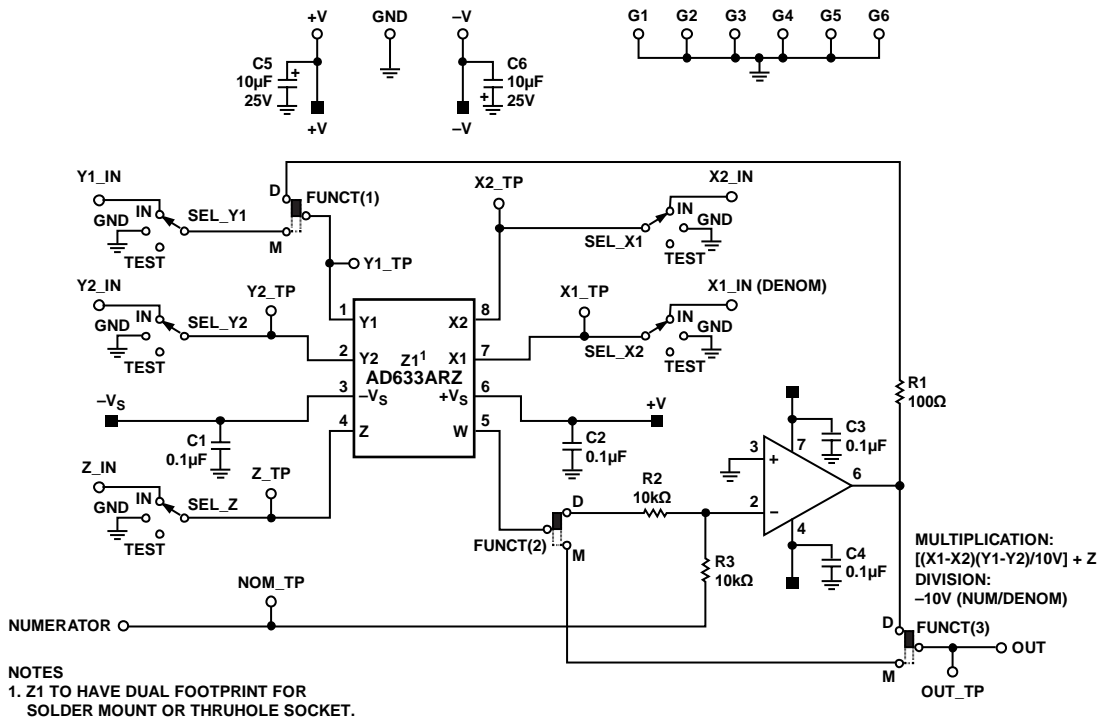 +V
GND
–V
G1 G2 G3 G4 G5 G6
C5
10µF
25V
+
+V
C6
10µF
25V
+
–V
Y1_IN
IN
GND
SEL_Y1
TEST
D
FUNCT(1)
M
Y1_TP
X2_TP
X2_IN
IN
GND
SEL_X1
TEST
Y2_IN
IN
GND
SEL_Y2
TEST
Y2_TP
X1_TP
X1_IN (DENOM)
IN
GND
SEL_X2
TEST
1 Y1 X2 8
2 Y2 X1 7
Z1¹
AD633ARZ
3 –VS +VS 6
4 Z W 5
–VS
C1
0.1µF
+V
C2
0.1µF
R1
100Ω
Z_IN
IN
GND
SEL_Z
TEST
Z_TP
D
FUNCT(2)
M
R2
10kΩ
R3
10kΩ
3
+
2
–
7
6
4
C3
0.1µF
C4
0.1µF
MULTIPLICATION:
[(X1-X2)(Y1-Y2)/10V] + Z
DIVISION:
–10V (NUM/DENOM)
NOM_TP
NUMERATOR
D
FUNCT(3)
M
OUT
OUT_TP
NOTES
1. Z1 TO HAVE DUAL FOOTPRINT FOR
SOLDER MOUNT OR THRUHOLE SOCKET.